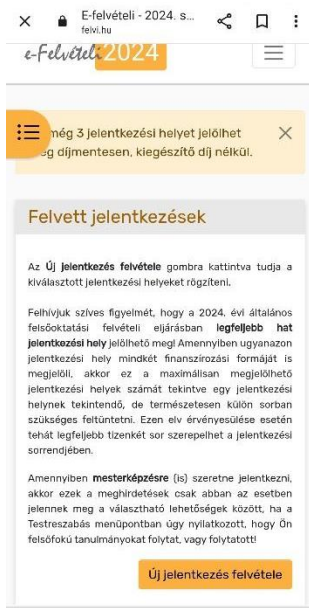 E-felvételi - 2024. s...
felvi.hu
e-Felvételi 2024
még 3 jelentkezési helyet jelölhet
díjmentesen, kiegészítő díj nélkül.
Felvett jelentkezések
Az Új jelentkezés felvétele gombra kattintva tudja a
kiválasztott jelentkezési helyeket rögzíteni.
Felhívjuk szíves figyelmét, hogy a 2024. évi általános
felsőoktatási felvételi eljárásban legfeljebb hat
jelentkezési hely jelölhető meg! Amennyiben ugyanazon
jelentkezési hely mindkét finanszírozási formáját is
megjelöli, akkor ez a maximálisan megjelölhető
jelentkezési helyek számát tekintve egy jelentkezési
helynek tekintendő, de természetesen külön sorban
szükséges feltüntetni. Ezen elv érvényesülése esetén
tehát legfeljebb tizenkét sor szerepelhet a jelentkezési
sorrendjében.
Amennyiben mesterképzésre (is) szeretne jelentkezni,
akkor ezek a meghirdetések csak abban az esetben
jelennek meg a választható lehetőségek között, ha a
Testreszabás menüpontban úgy nyilatkozott, hogy Ön
felsőfokú tanulmányokat folytat, vagy folytatott!
Új jelentkezés felvétele